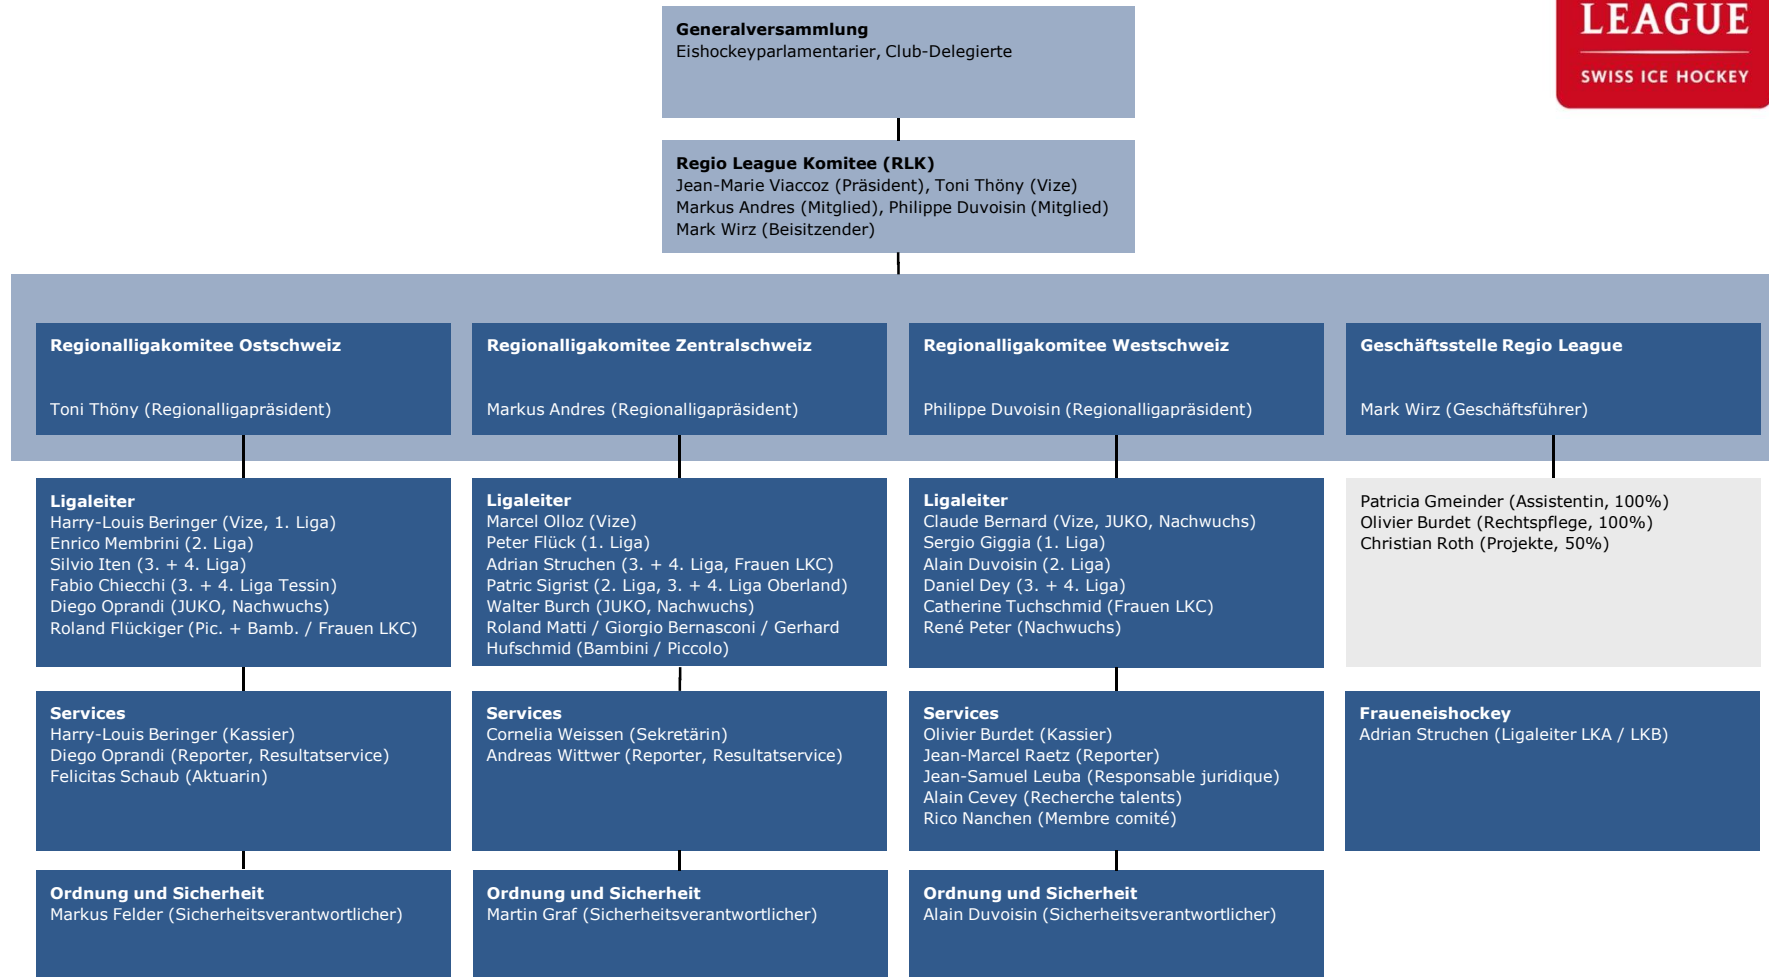 LEAGUE
SWISS ICE HOCKEY
Generalversammlung
Eishockeyparlamentarier, Club-Delegierte
Regio League Komitee (RLK)
Jean-Marie Viaccoz (Präsident), Toni Thöny (Vize)
Markus Andres (Mitglied), Philippe Duvoisin (Mitglied)
Mark Wirz (Beisitzender)
Regionalligakomitee Ostschweiz
Toni Thöny (Regionalligapräsident)
Regionalligakomitee Zentralschweiz
Markus Andres (Regionalligapräsident)
Regionalligakomitee Westschweiz
Philippe Duvoisin (Regionalligapräsident)
Geschäftsstelle Regio League
Mark Wirz (Geschäftsführer)
Ligaleiter
Harry-Louis Beringer (Vize, 1. Liga)
Enrico Membrini (2. Liga)
Silvio Iten (3. + 4. Liga)
Fabio Chiecchi (3. + 4. Liga Tessin)
Diego Oprandi (JUKO, Nachwuchs)
Roland Flückiger (Pic. + Bamb. / Frauen LKC)
Ligaleiter
Marcel Olloz (Vize)
Peter Flück (1. Liga)
Adrian Struchen (3. + 4. Liga, Frauen LKC)
Patric Sigrist (2. Liga, 3. + 4. Liga Oberland)
Walter Burch (JUKO, Nachwuchs)
Roland Matti / Giorgio Bernasconi / Gerhard
Hufschmid (Bambini / Piccolo)
Ligaleiter
Claude Bernard (Vize, JUKO, Nachwuchs)
Sergio Giggia (1. Liga)
Alain Duvoisin (2. Liga)
Daniel Dey (3. + 4. Liga)
Catherine Tuchschmid (Frauen LKC)
René Peter (Nachwuchs)
Patricia Gmeinder (Assistentin, 100%)
Olivier Burdet (Rechtspflege, 100%)
Christian Roth (Projekte, 50%)
Services
Harry-Louis Beringer (Kassier)
Diego Oprandi (Reporter, Resultatservice)
Felicitas Schaub (Aktuarin)
Services
Cornelia Weissen (Sekretärin)
Andreas Wittwer (Reporter, Resultatservice)
Services
Olivier Burdet (Kassier)
Jean-Marcel Raetz (Reporter)
Jean-Samuel Leuba (Responsable juridique)
Alain Cevey (Recherche talents)
Rico Nanchen (Membre comité)
Fraueneishockey
Adrian Struchen (Ligaleiter LKA / LKB)
Ordnung und Sicherheit
Markus Felder (Sicherheitsverantwortlicher)
Ordnung und Sicherheit
Martin Graf (Sicherheitsverantwortlicher)
Ordnung und Sicherheit
Alain Duvoisin (Sicherheitsverantwortlicher)